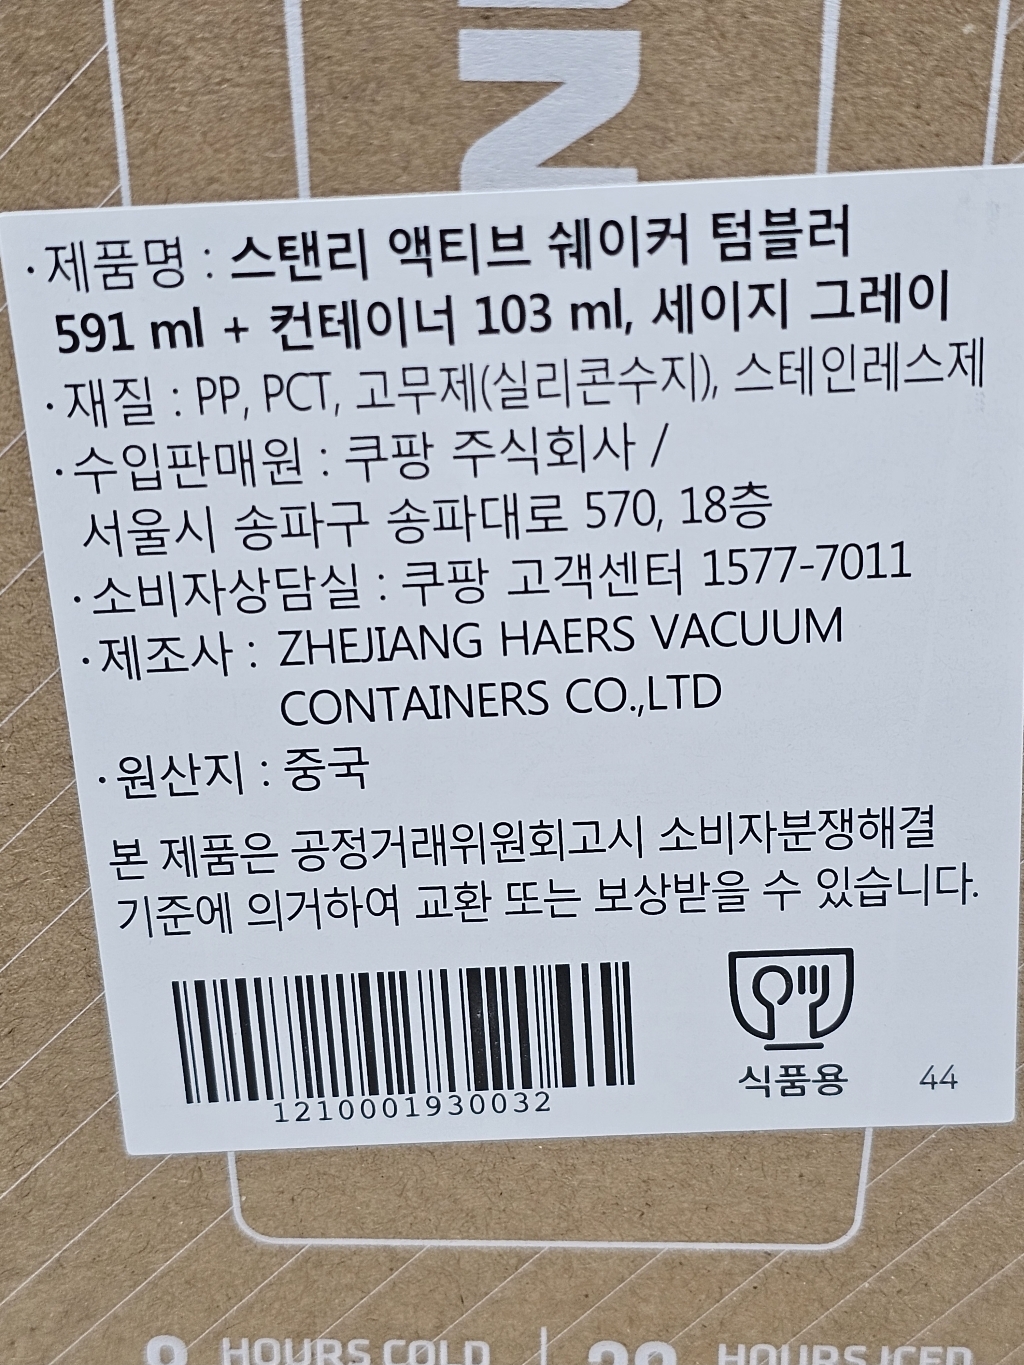 · 제품명 : 스탠리 액티브 쉐이커 텀블러
591 ml + 컨테이너 103 ml, 세이지 그레이
· 재질 : PP, PCT, 고무제(실리콘수지), 스테인레스제
· 수입판매원 : 쿠팡 주식회사 /
서울시 송파구 송파대로 570, 18층
· 소비자상담실 : 쿠팡 고객센터 1577-7011
· 제조사 : ZHEJIANG HAERS VACUUM
CONTAINERS CO.,LTD
· 원산지 : 중국
본 제품은 공정거래위원회고시 소비자분쟁해결
기준에 의거하여 교환 또는 보상받을 수 있습니다.
1210001930032
식품용
44
HOURS COLD
HOURS ICED